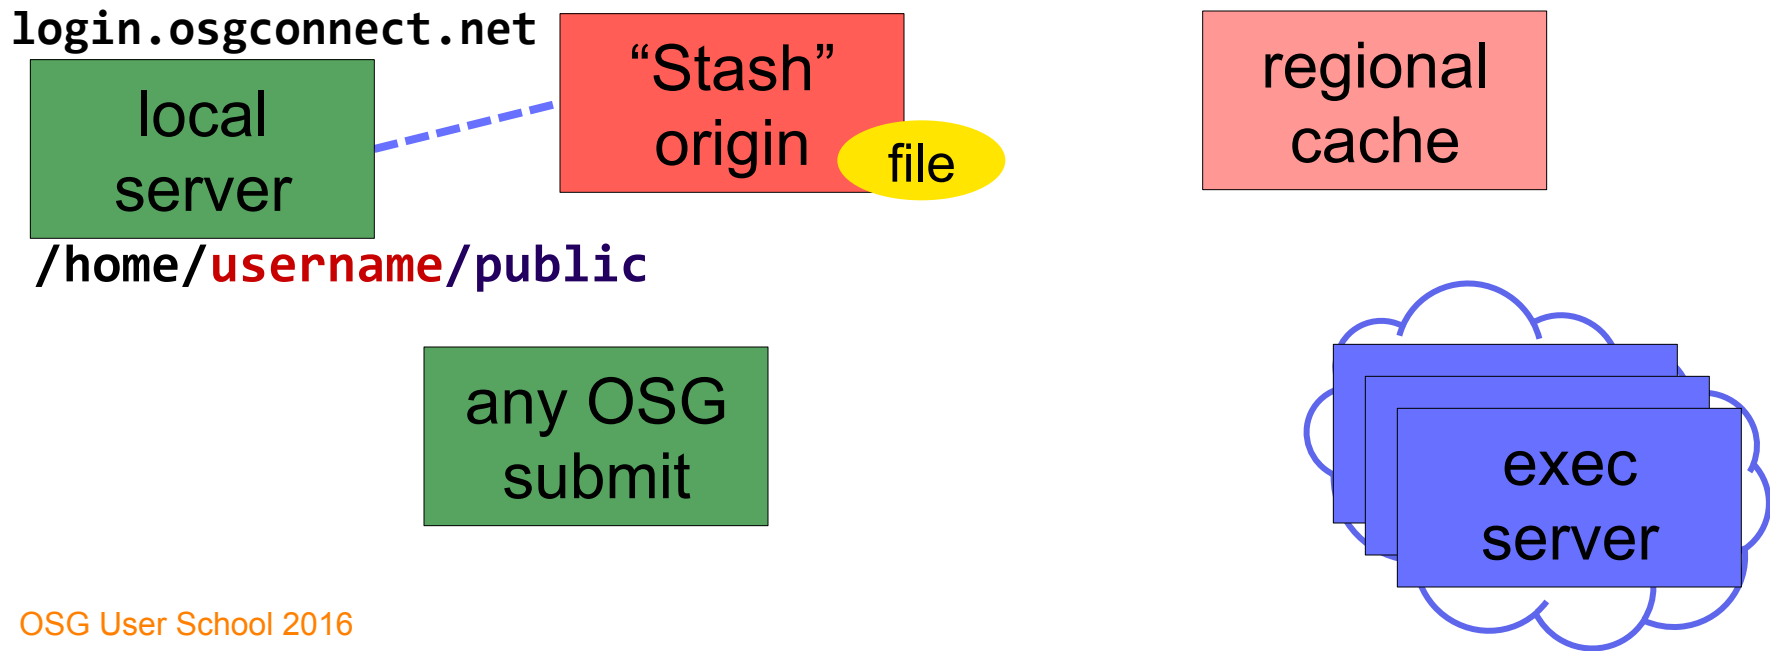 login.osgconnect.net
local
server
“Stash”
origin
file
regional
cache
/home/username/public
any OSG
submit
exec
server
OSG User School 2016